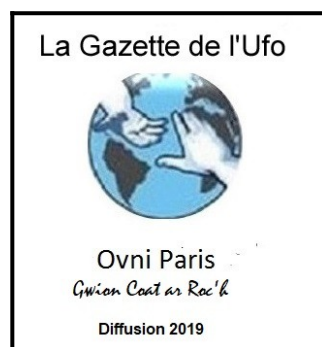 La Gazette de l'Ufo
Ovni Paris
Gwion Coat ar Roc'h
Diffusion 2019